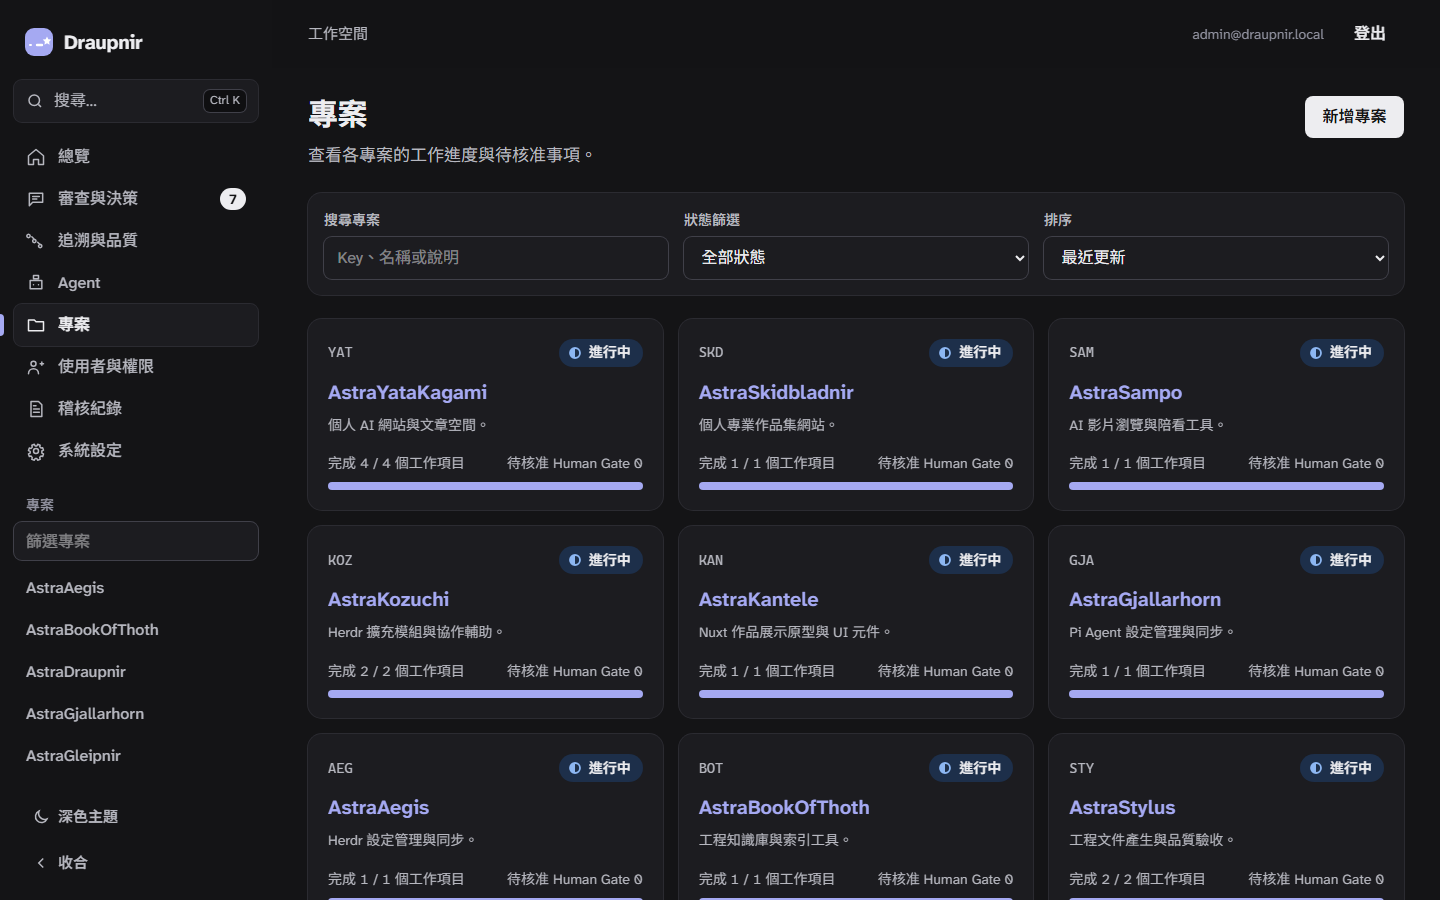 Draupnir
搜尋...
Ctrl K
總覽
審查與決策
7
追溯與品質
Agent
專案
使用者與權限
稽核紀錄
系統設定
專案
篩選專案
AstraAegis
AstraBookOfThoth
AstraDraupnir
AstraGjallarhorn
AstraGleipnir
深色主題
收合
工作空間
admin@draupnir.local
登出
專案
新增專案
查看各專案的工作進度與待核准事項。
搜尋專案
狀態篩選
排序
Key、名稱或說明
全部狀態
最近更新
YAT
進行中
AstraYataKagami
個人 AI 網站與文章空間。
完成 4 / 4 個工作項目
待核准 Human Gate 0
SKD
進行中
AstraSkidbladnir
個人專業作品集網站。
完成 1 / 1 個工作項目
待核准 Human Gate 0
SAM
進行中
AstraSampo
AI 影片瀏覽與陪看工具。
完成 1 / 1 個工作項目
待核准 Human Gate 0
KOZ
進行中
AstraKozuchi
Herdr 擴充模組與協作輔助。
完成 2 / 2 個工作項目
待核准 Human Gate 0
KAN
進行中
AstraKantele
Nuxt 作品展示原型與 UI 元件。
完成 1 / 1 個工作項目
待核准 Human Gate 0
GJA
進行中
AstraGjallarhorn
Pi Agent 設定管理與同步。
完成 1 / 1 個工作項目
待核准 Human Gate 0
AEG
進行中
AstraAegis
Herdr 設定管理與同步。
完成 1 / 1 個工作項目
待核准 Human Gate 0
BOT
進行中
AstraBookOfThoth
工程知識庫與索引工具。
完成 1 / 1 個工作項目
待核准 Human Gate 0
STY
進行中
AstraStylus
工程文件產生與品質驗收。
完成 2 / 2 個工作項目
待核准 Human Gate 0